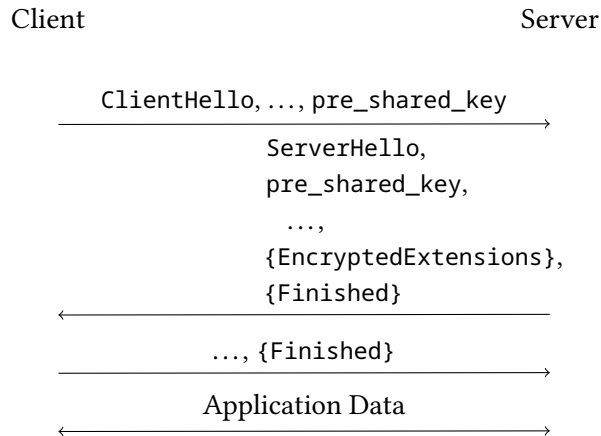 Client Server
ClientHello, …, pre_shared_key
ServerHello,
pre_shared_key,
…,
{EncryptedExtensions},
{Finished}
…, {Finished}
Application Data